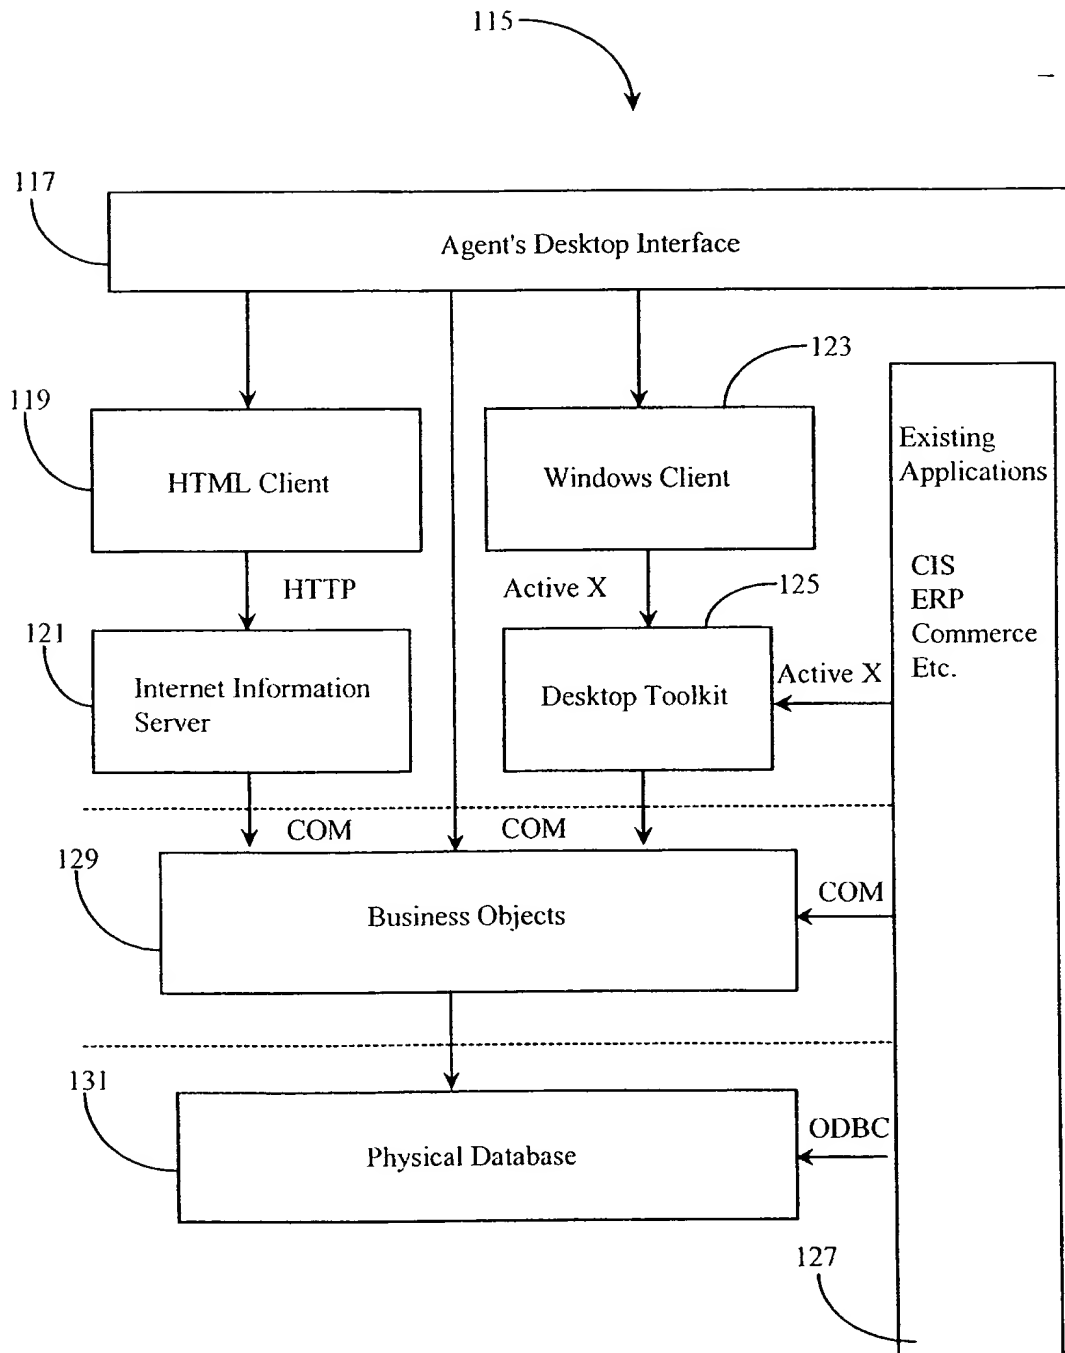 115
117
Agent's Desktop Interface
123
119
HTML Client
Windows Client
Existing
Applications
HTTP
Active X
125
CIS
ERP
Commerce
Etc.
121
Internet Information
Server
Desktop Toolkit
Active X
COM
COM
129
Business Objects
COM
131
Physical Database
ODBC
127